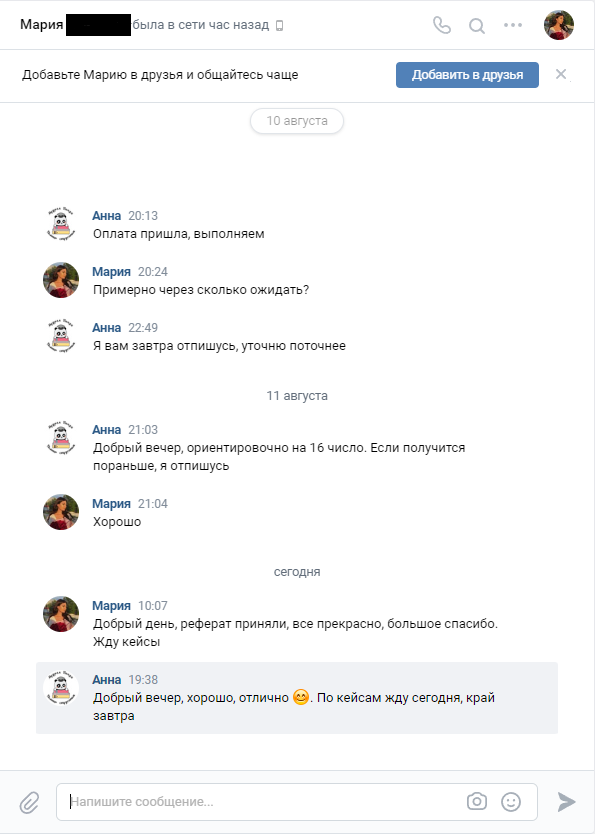 Мария была в сети час назад
Добавьте Марию в друзья и общайтесь чаще
Добавить в друзья
10 августа
Анна 20:13
Оплата пришла, выполняем
Мария 20:24
Примерно через сколько ожидать?
Анна 22:49
Я вам завтра отпишусь, уточню поточнее
11 августа
Анна 21:03
Добрый вечер, ориентировочно на 16 число. Если получится
пораньше, я отпишусь
Мария 21:04
Хорошо
сегодня
Мария 10:07
Добрый день, реферат приняли, все прекрасно, большое спасибо.
Жду кейсы
Анна 19:38
Добрый вечер, хорошо, отлично 😊. По кейсам жду сегодня, край
завтра
Напишите сообщение...